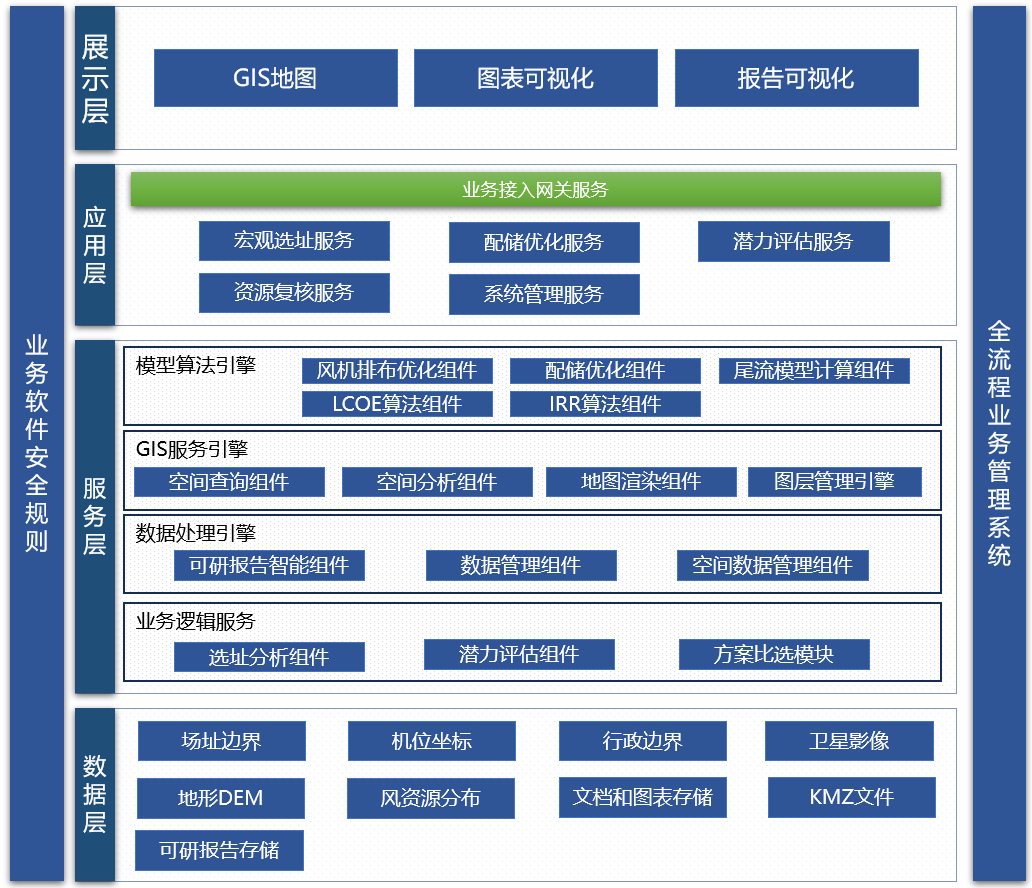 业务软件安全规则
展示层
GIS地图
图表可视化
报告可视化
应用层
业务接入网关服务
宏观选址服务
配储优化服务
潜力评估服务
资源复核服务
系统管理服务
服务层
模型算法引擎
风机排布优化组件
配储优化组件
尾流模型计算组件
LCOE算法组件
IRR算法组件
GIS服务引擎
空间查询组件
空间分析组件
地图渲染组件
图层管理引擎
数据处理引擎
可研报告智能组件
数据管理组件
空间数据管理组件
业务逻辑服务
选址分析组件
潜力评估组件
方案比选模块
数据层
场址边界
机位坐标
行政边界
卫星影像
地形DEM
风资源分布
文档和图表存储
KMZ文件
可研报告存储
全流程业务管理系统